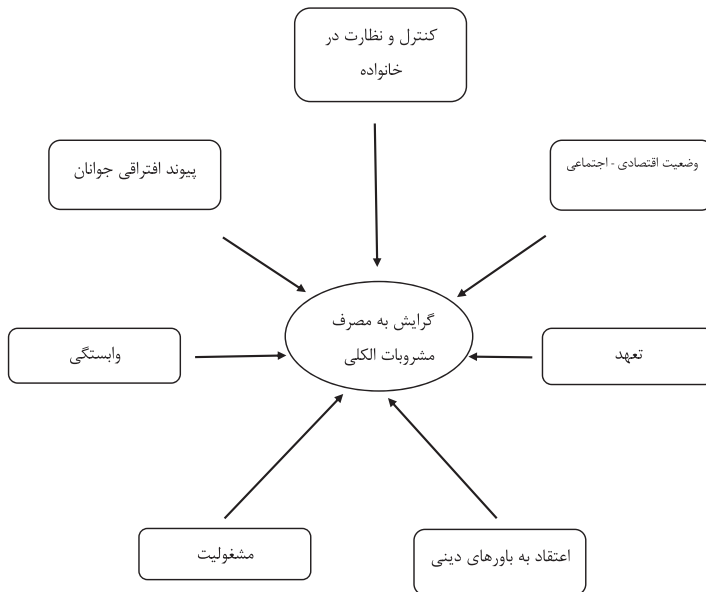 کنترل و نظارت در
خانواده
وضعیت اقتصادی - اجتماعی
پیوند افتراقی جوانان
گرایش به مصرف
مشروبات الکلی
تعهد
وابستگی
اعتقاد به باورهای دینی
مشغولیت